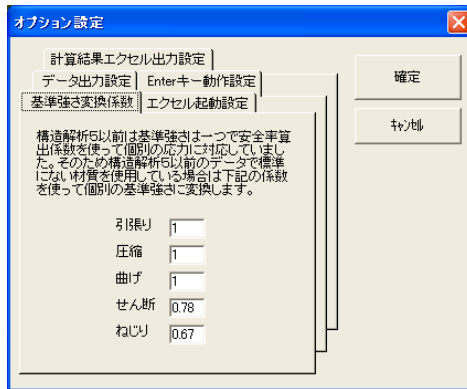 オプション設定
計算結果エクセル出力設定
データ出力設定 Enterキー動作設定
基準強さ変換係数 エクセル起動設定
確定
キャンセル
構造解析5以前は基準強さは一つで安全率算
出係数を使って個別の応力に対応していまし
た。そのため構造解析5以前のデータで標準
にない材質を使用している場合は下記の係数
を使って個別の基準強さに変換します。
引張り 1
圧縮 1
曲げ 1
せん断 0.78
ねじり 0.67